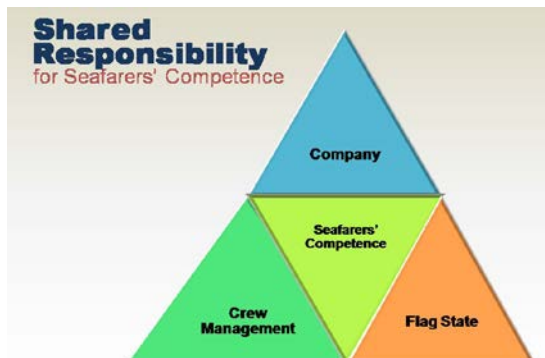 Shared
Responsibility
for Seafarers' Competence
Company
Seafarers'
Competence
Crew
Management
Flag State